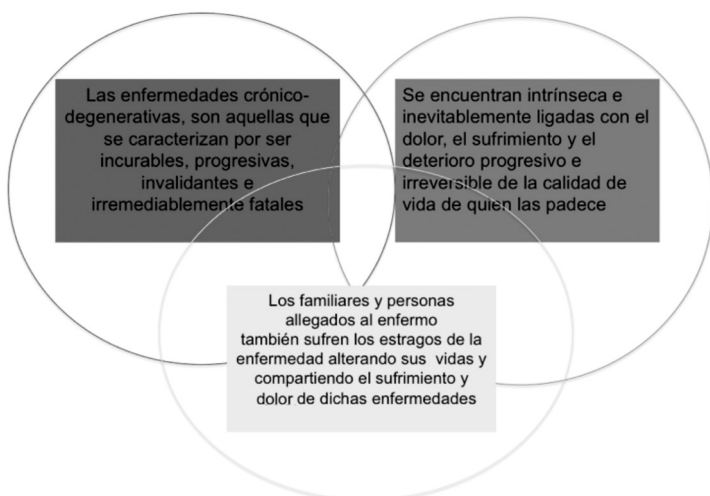 Las enfermedades crónico-
degenerativas, son aquellas que
se caracterizan por ser
incurables, progresivas,
invalidantes e
irremediablemente fatales
Se encuentran intrínseca e
inevitablemente ligadas con el
dolor, el sufrimiento y el
deterioro progresivo e
irreversible de la calidad de
vida de quien las padece
Los familiares y personas
allegados al enfermo
también sufren los estragos de la
enfermedad alterando sus vidas y
compartiendo el sufrimiento y
dolor de dichas enfermedades